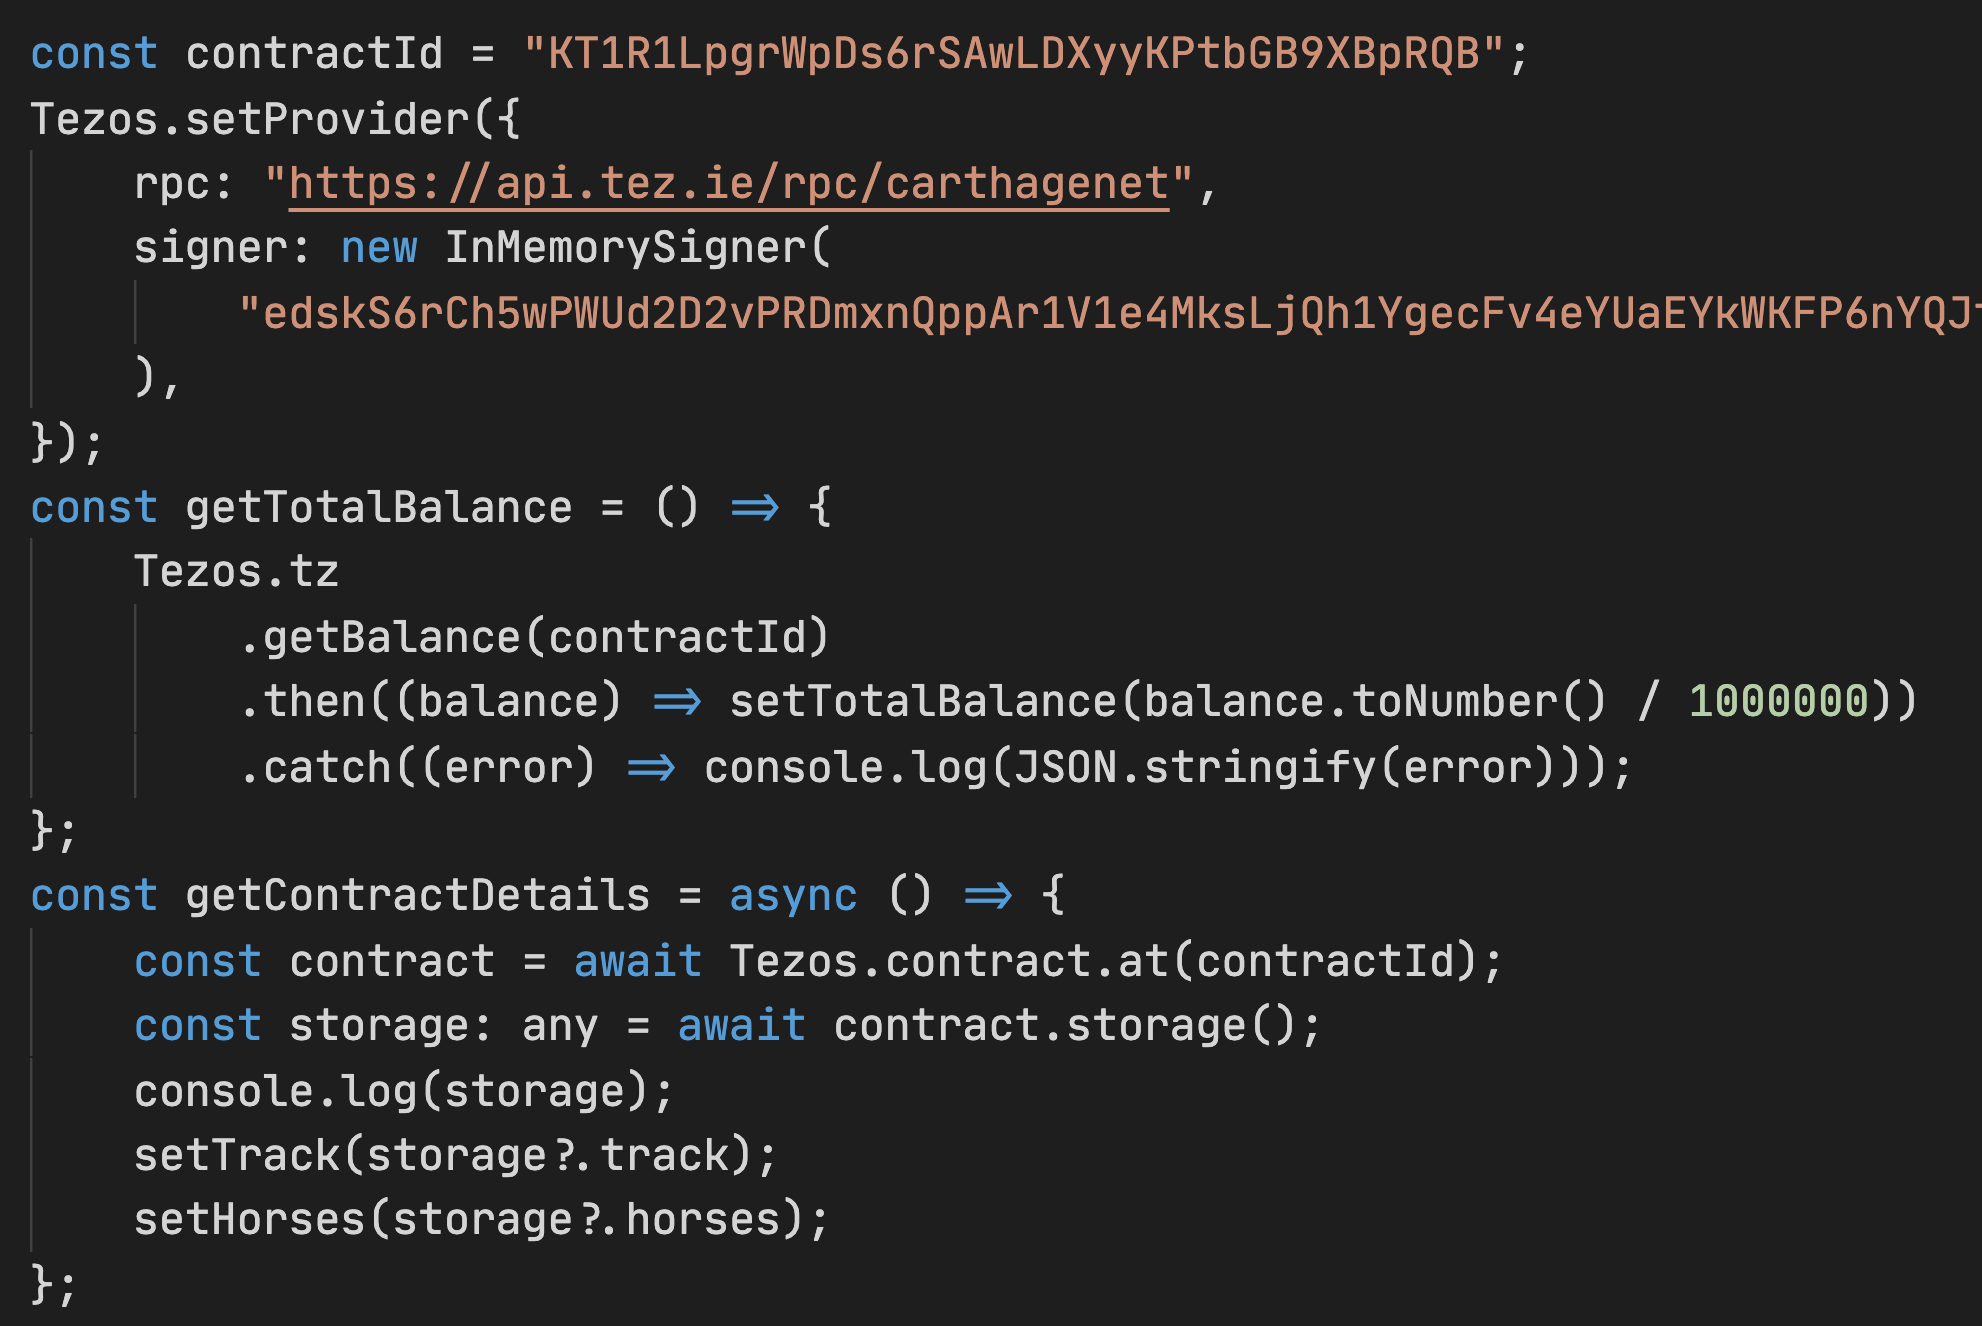 const contractId = "KT1R1LpgrWpDs6rSAwLDXyyKPtbGB9XBpRQB";
Tezos.setProvider({
rpc: "https://api.tez.ie/rpc/carthagenet",
signer: new InMemorySigner(
"edskS6rCh5wPWUd2D2vPRDmxnQppAr1V1e4MksLjQh1YgecFv4eYUaEYkWKFP6nYQJ
),
});
const getTotalBalance = () => {
Tezos.tz
.getBalance(contractId)
.then((balance) => setTotalBalance(balance.toNumber() / 1000000))
.catch((error) => console.log(JSON.stringify(error)));
};
const getContractDetails = async () => {
const contract = await Tezos.contract.at(contractId);
const storage: any = await contract.storage();
console.log(storage);
setTrack(storage?.track);
setHorses(storage?.horses);
};